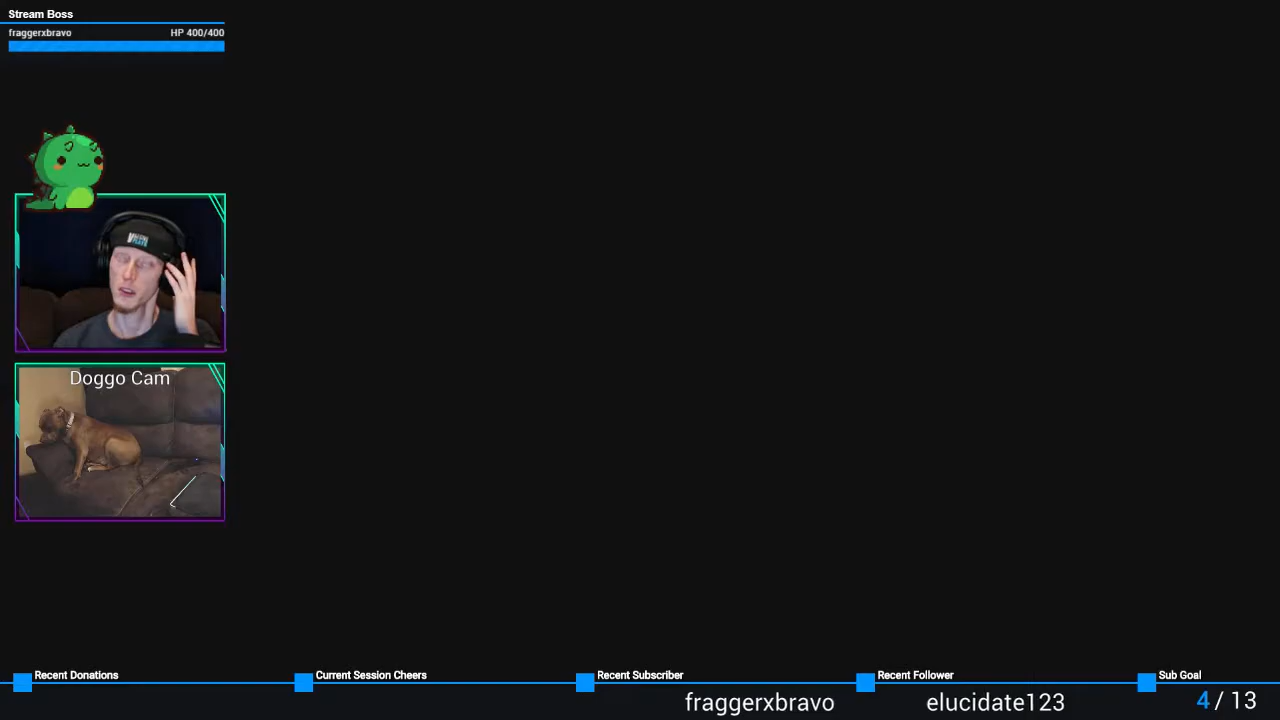 Stream Boss
fraggerxbravo HP 400/400
Doggo Cam
Recent Donations
Current Session Cheers
Recent Subscriber
fraggerxbravo
Recent Follower
elucidate123
Sub Goal
4 / 13